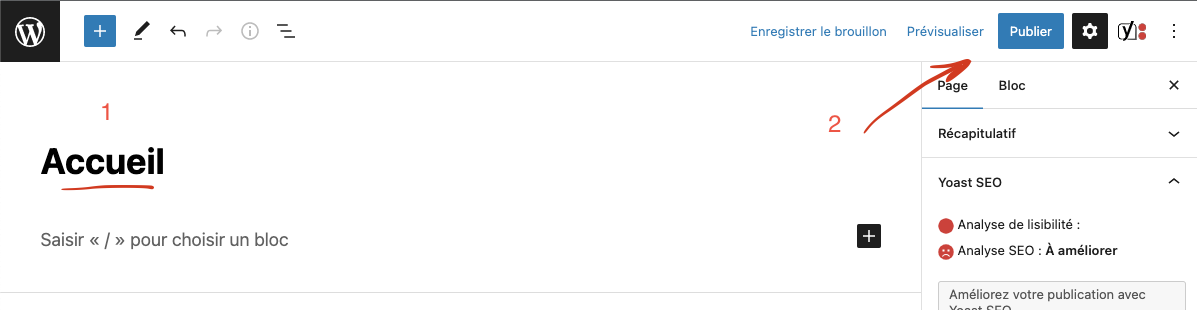 Enregistrer le brouillon Prévisualiser Publier
1
2
Page Bloc
Accueil
Récapitulatif
Yoast SEO
Saisir « / » pour choisir un bloc
Analyse de lisibilité :
Analyse SEO : À améliorer
Améliorez votre publication avec
Yoast SEO